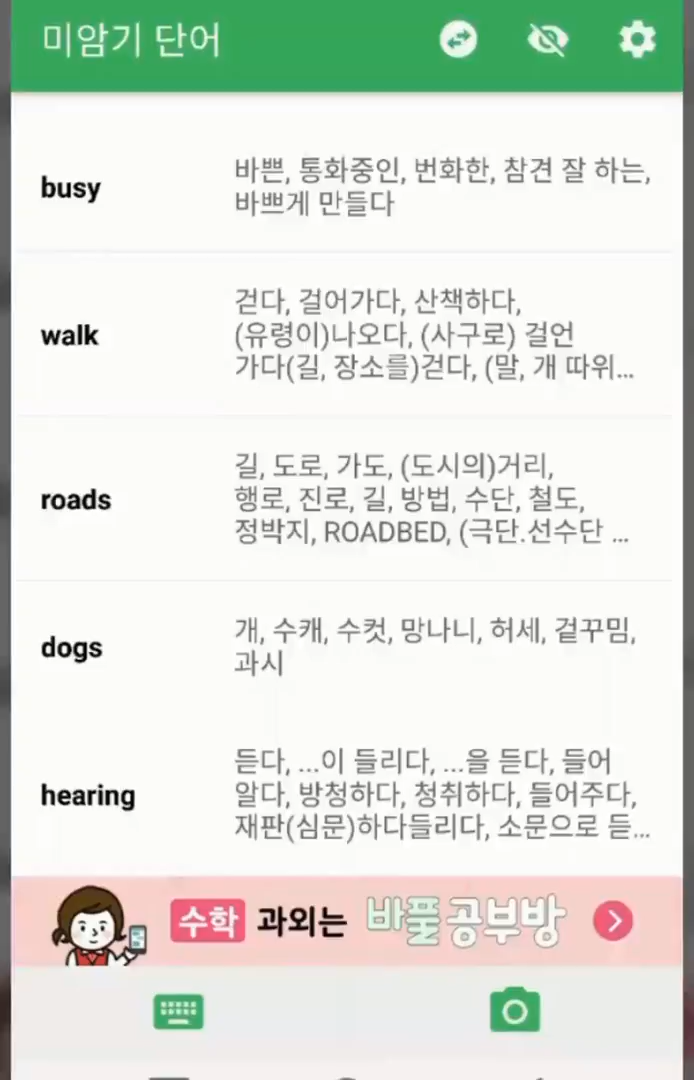 미암기 단어
busy
바쁜, 통화중인, 번화한, 참견 잘 하는,
바쁘게 만들다
walk
걷다, 걸어가다, 산책하다,
(유령이)나오다, (사구로) 걸언
가다(길, 장소를)걷다, (말, 개 따위...
roads
길, 도로, 가도, (도시의)거리,
행로, 진로, 길, 방법, 수단, 철도,
정박지, ROADBED, (극단.선수단 ...
dogs
개, 수캐, 수컷, 망나니, 허세, 겉꾸밈,
과시
hearing
듣다, ...이 들리다, ...을 듣다, 들어
알다, 방청하다, 청취하다, 들어주다,
재판(심문)하다들리다, 소문으로 듣...
수학 과외는 바풀공부방